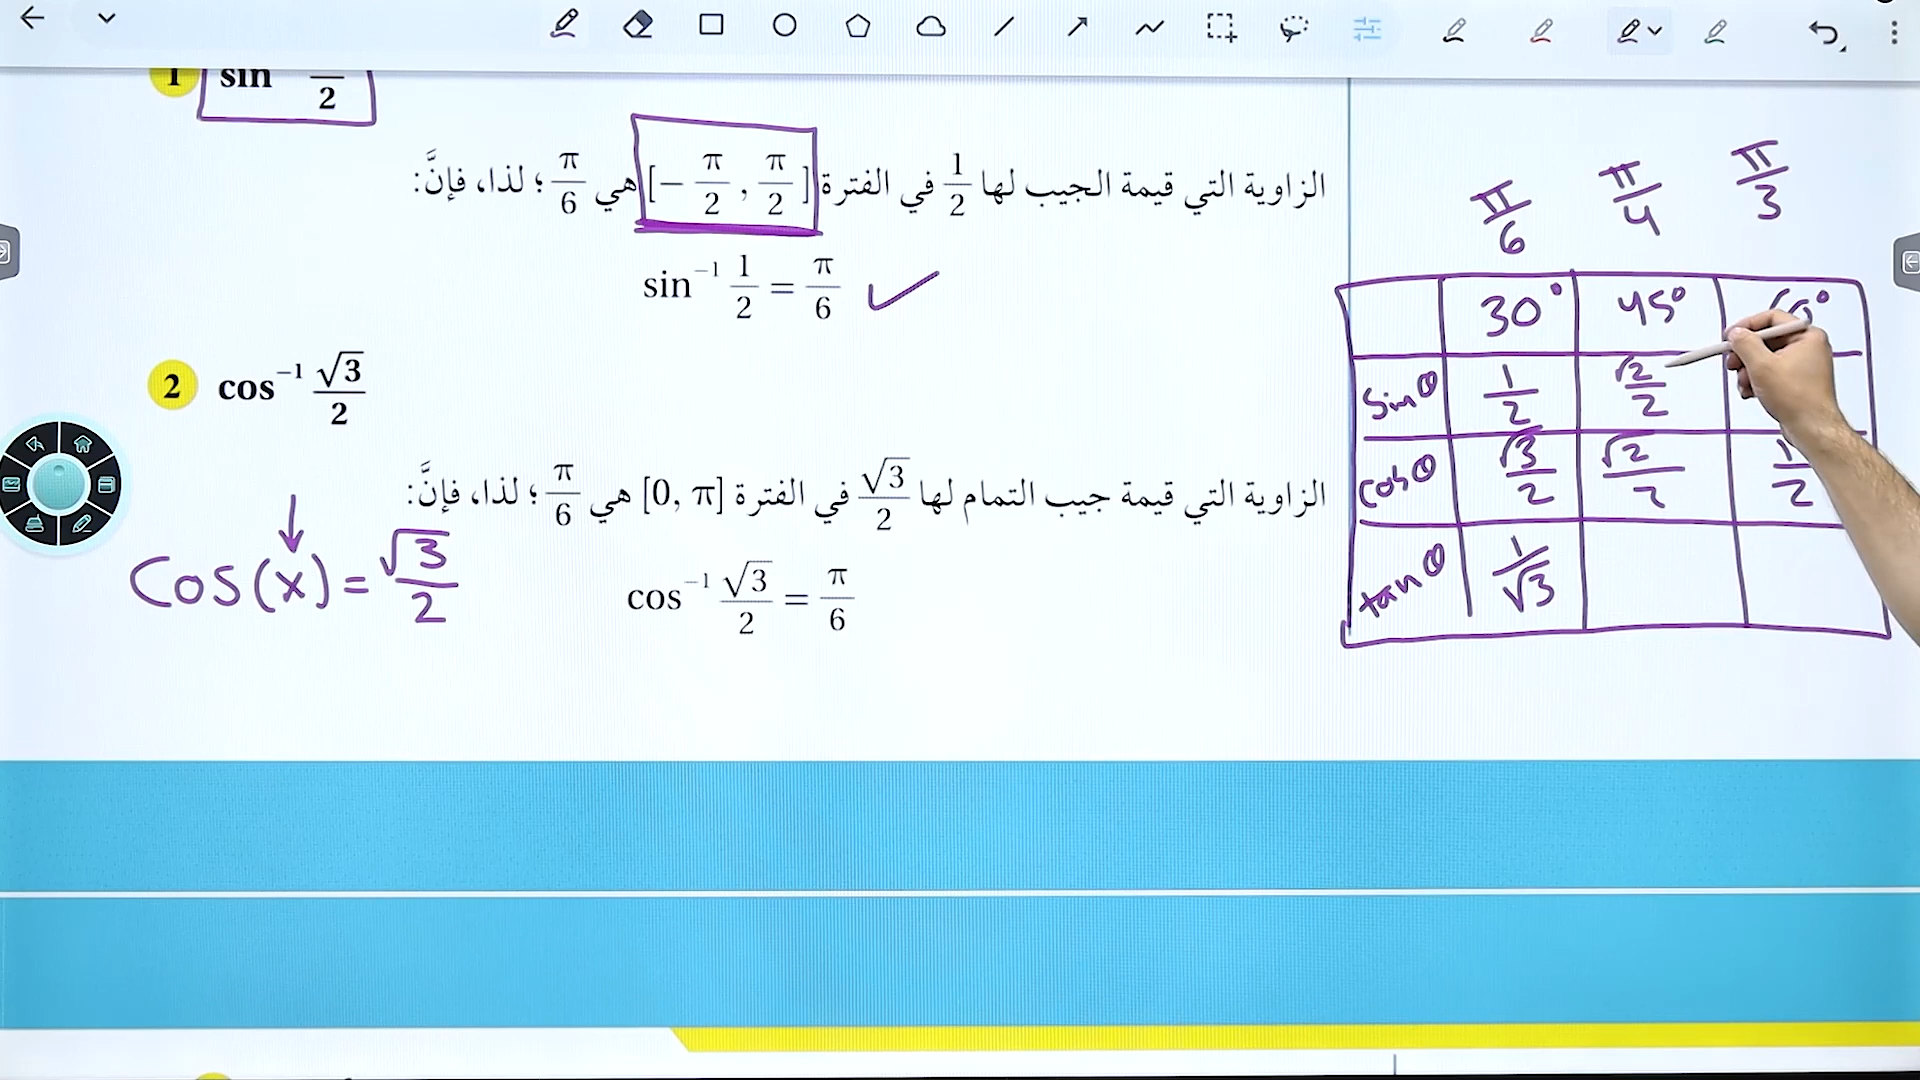 1 sin 2
الزاوية التي قيمة الجيب لها 1/2 في الفترة [−π/2 , π/2] هي π/6 ؛ لذا، فإنَّ:
sin⁻¹ 1/2 = π/6 ✓
2 cos⁻¹ √3/2
الزاوية التي قيمة جيب التمام لها √3/2 في الفترة [0, π] هي π/6 ؛ لذا، فإنَّ:
cos⁻¹ √3/2 = π/6
↓
Cos(x) = √3/2
π/6 π/4 π/3
30° 45°
Sinθ 1/2 √2/2
Cosθ √3/2 √2/2 1/2
tanθ 1/√3